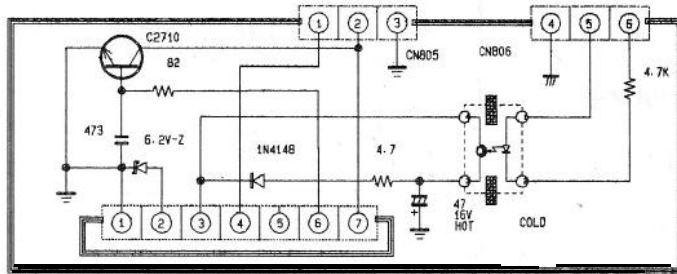 1 2 3
4 5 6
C2710
CN805
CN806
82
4.7K
473
6.2V-Z
1N4148
4.7
47
16V
HOT
COLD
1 2 3 4 5 6 7